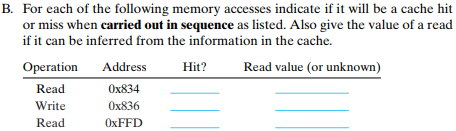 B. For each of the following memory accesses indicate if it will be a cache hit
or miss when carried out in sequence as listed. Also give the value of a read
if it can be inferred from the information in the cache.
Operation Address Hit? Read value (or unknown)
Read 0x834
Write 0x836
Read 0xFFD